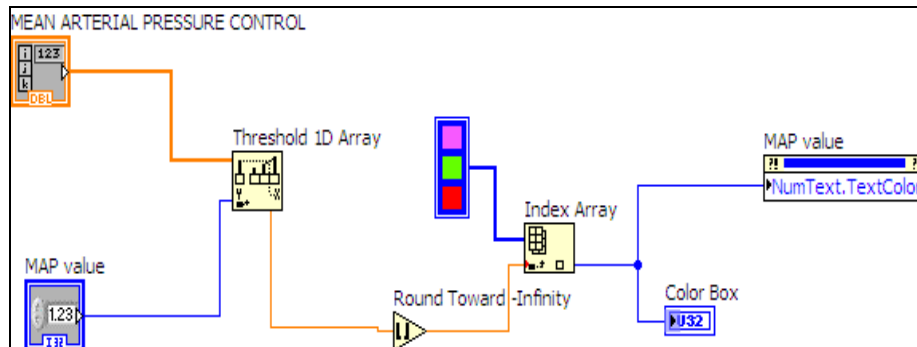 MEAN ARTERIAL PRESSURE CONTROL
i
j
k
123
DBL
Threshold 1D Array
Y
X
MAP value
?!
NumText.TextColor
Index Array
MAP value
1.23
I32
Round Toward -Infinity
Color Box
U32